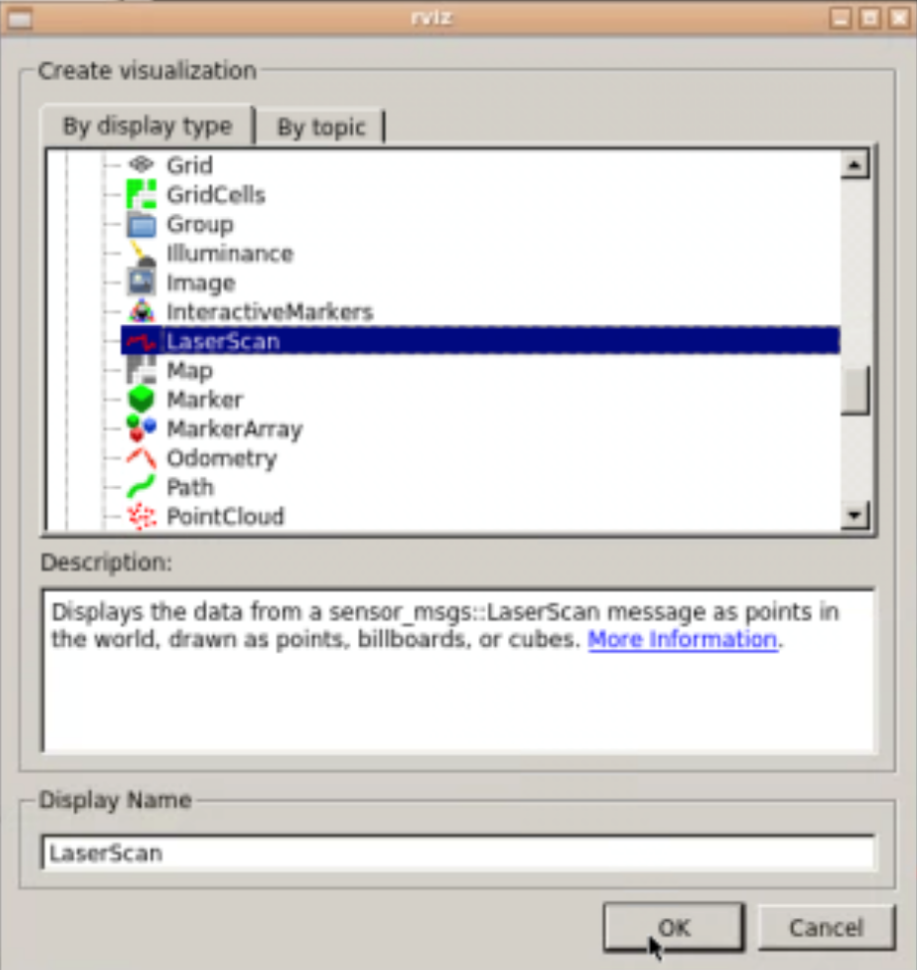 rviz
Create visualization
By display type
By topic
Grid
GridCells
Group
Illuminance
Image
InteractiveMarkers
LaserScan
Map
Marker
MarkerArray
Odometry
Path
PointCloud
Description:
Displays the data from a sensor_msgs::LaserScan message as points in
the world, drawn as points, billboards, or cubes. More Information.
Display Name
LaserScan
OK
Cancel